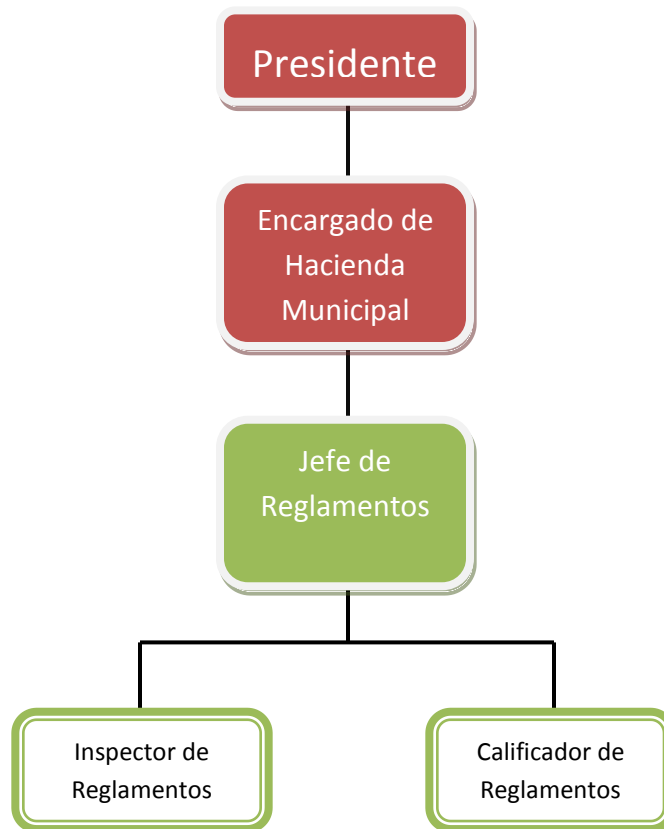 Presidente
Encargado de
Hacienda
Municipal
Jefe de
Reglamentos
Inspector de
Reglamentos
Calificador de
Reglamentos